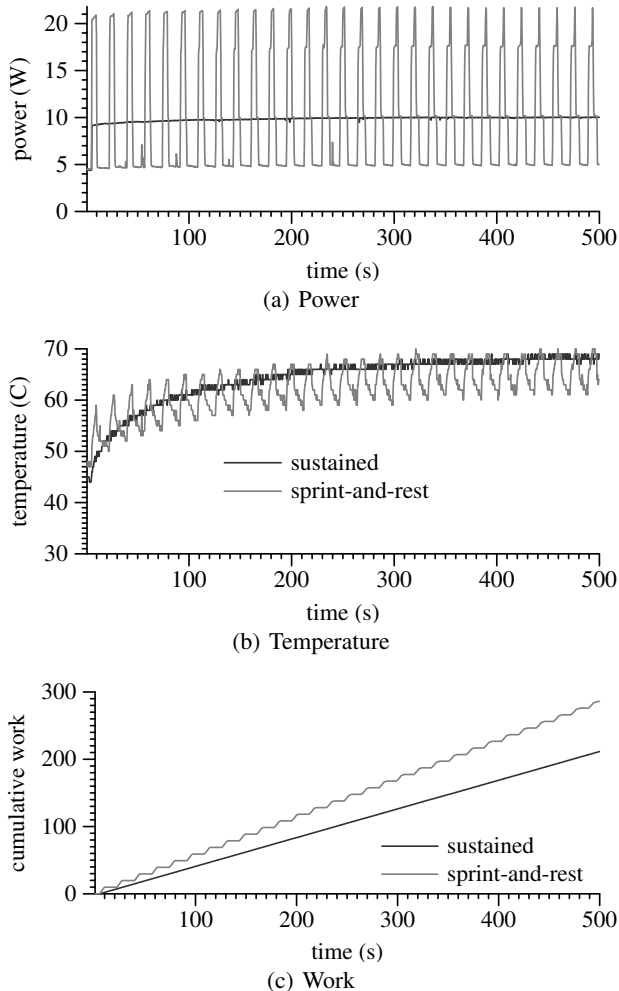 power (W)
20
15
10
5
0
100
200
300
400
500
time (s)
(a) Power
temperature (C)
70
60
50
40
30
sustained
sprint-and-rest
100
200
300
400
500
time (s)
(b) Temperature
cumulative work
300
200
100
0
sustained
sprint-and-rest
100
200
300
400
500
time (s)
(c) Work